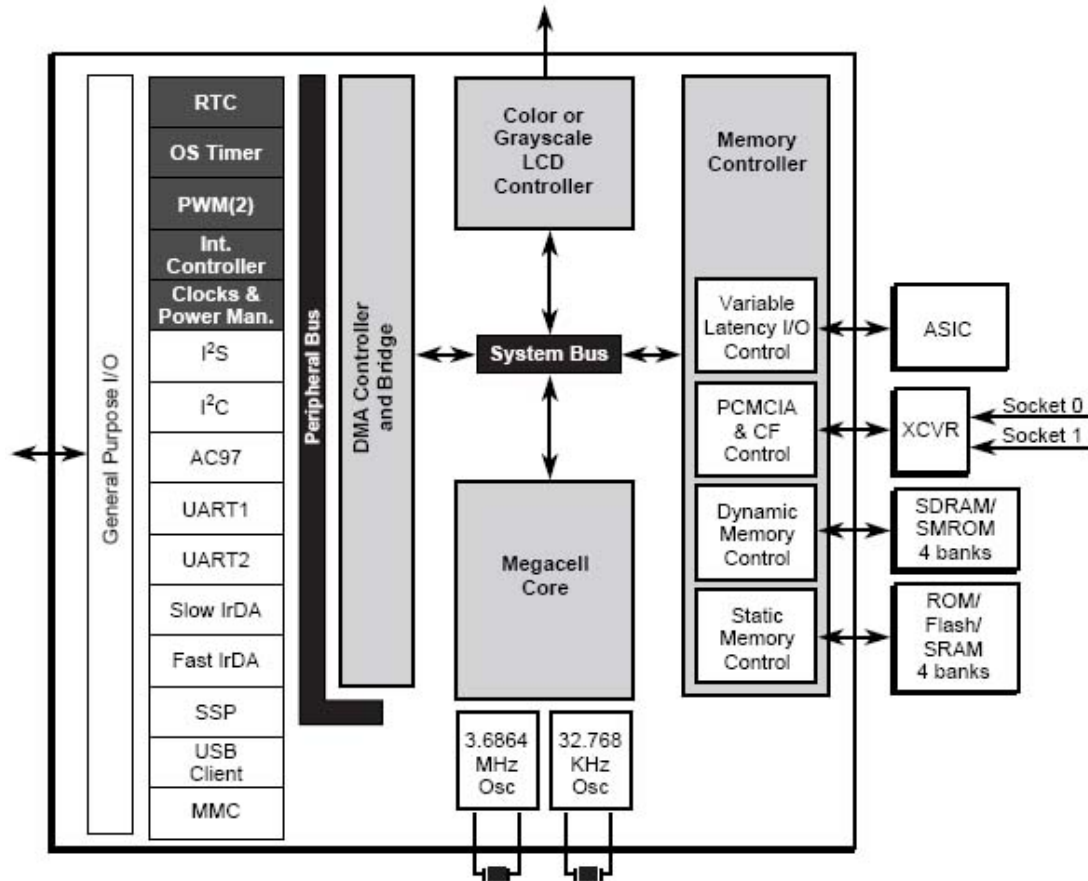 General Purpose I/O
RTC
OS Timer
PWM(2)
Int.
Controller
Clocks &
Power Man.
I²S
I²C
AC97
UART1
UART2
Slow IrDA
Fast IrDA
SSP
USB
Client
MMC
Peripheral Bus
DMA Controller
and Bridge
Color or
Grayscale
LCD
Controller
System Bus
Megacell
Core
3.6864
MHz
Osc
32.768
KHz
Osc
Memory
Controller
Variable
Latency I/O
Control
PCMCIA
& CF
Control
Dynamic
Memory
Control
Static
Memory
Control
ASIC
XCVR
Socket 0
Socket 1
SDRAM/
SMROM
4 banks
ROM/
Flash/
SRAM
4 banks